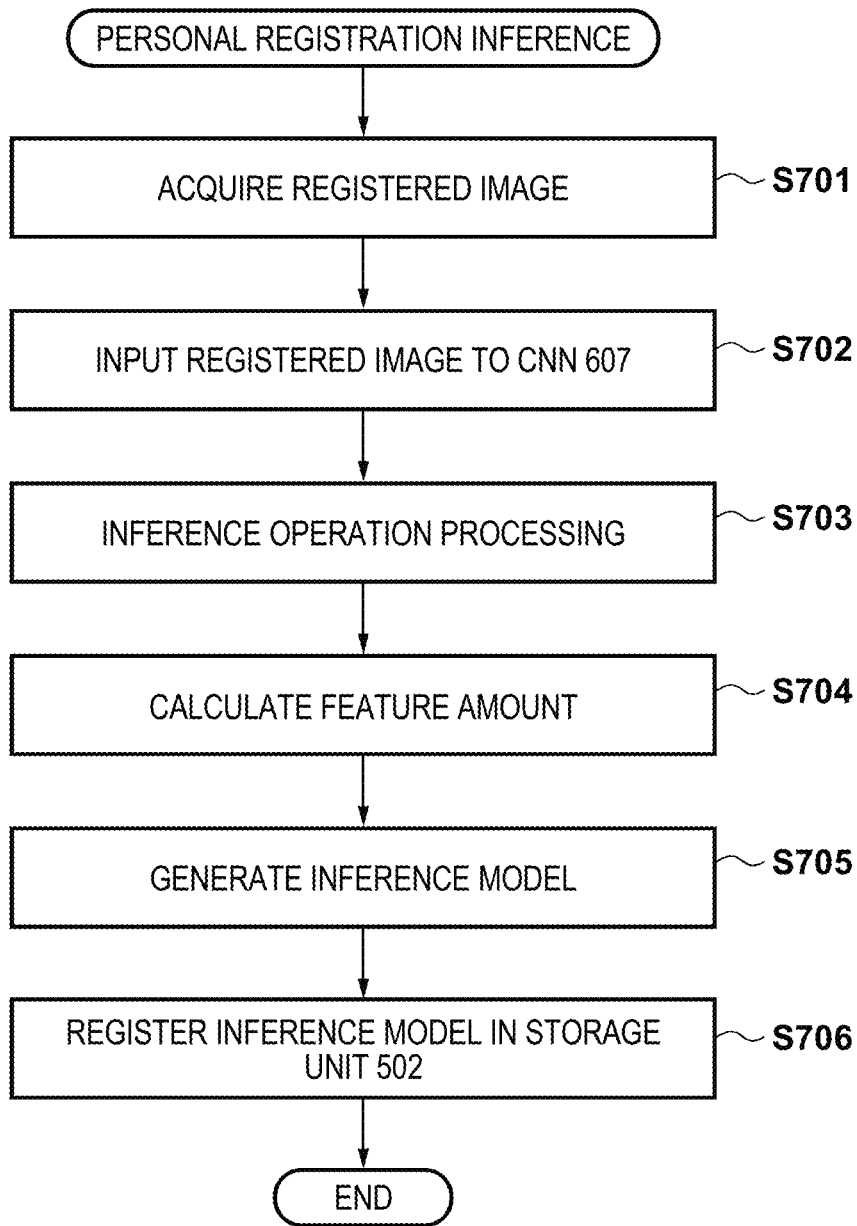 PERSONAL REGISTRATION INFERENCE
ACQUIRE REGISTERED IMAGE
S701
INPUT REGISTERED IMAGE TO CNN 607
S702
INFERENCE OPERATION PROCESSING
S703
CALCULATE FEATURE AMOUNT
S704
GENERATE INFERENCE MODEL
S705
REGISTER INFERENCE MODEL IN STORAGE
UNIT 502
S706
END